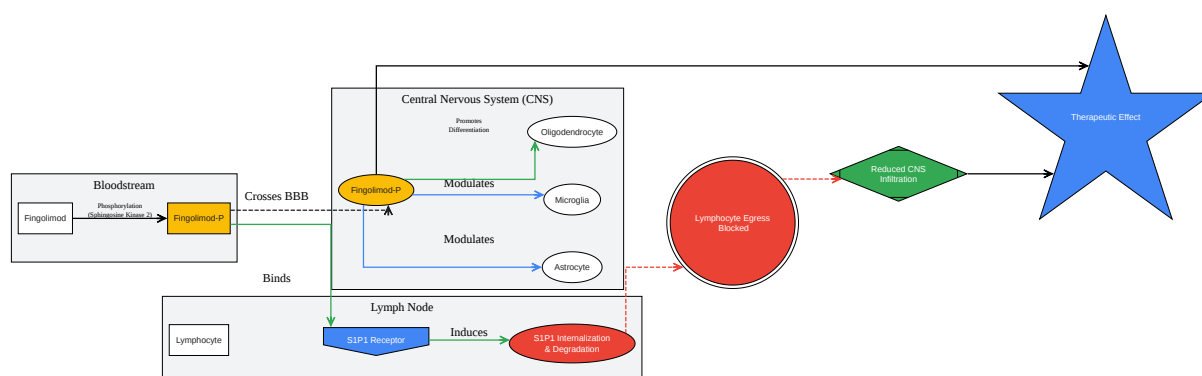 Central Nervous System (CNS)
Promotes
Differentiation
Oligodendrocyte
Therapeutic Effect
Reduced CNS
Infiltration
Bloodstream
Crosses BBB
Fingolimod-P
Modulates
Microglia
Fingolimod
Phosphorylation
(Sphingosine Kinase 2)
Fingolimod-P
Lymphocyte Egress
Blocked
Modulates
Astrocyte
Binds
Lymph Node
Lymphocyte
S1P1 Receptor
Induces
S1P1 Internalization
& Degradation